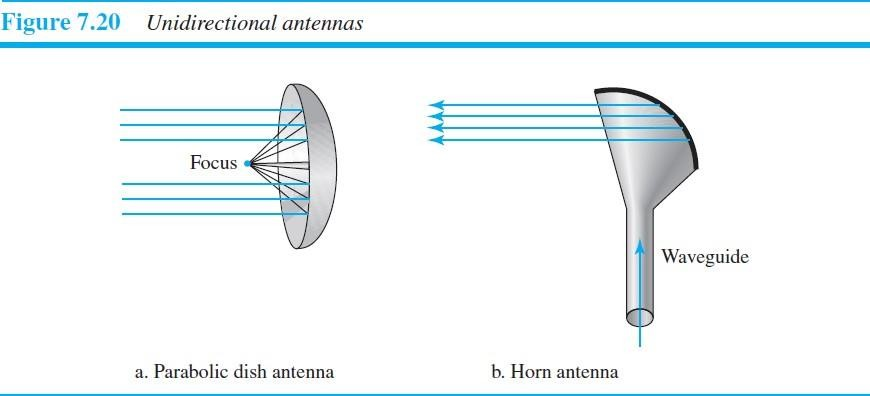 Figure 7.20 Unidirectional antennas
Focus
Waveguide
a. Parabolic dish antenna
b. Horn antenna